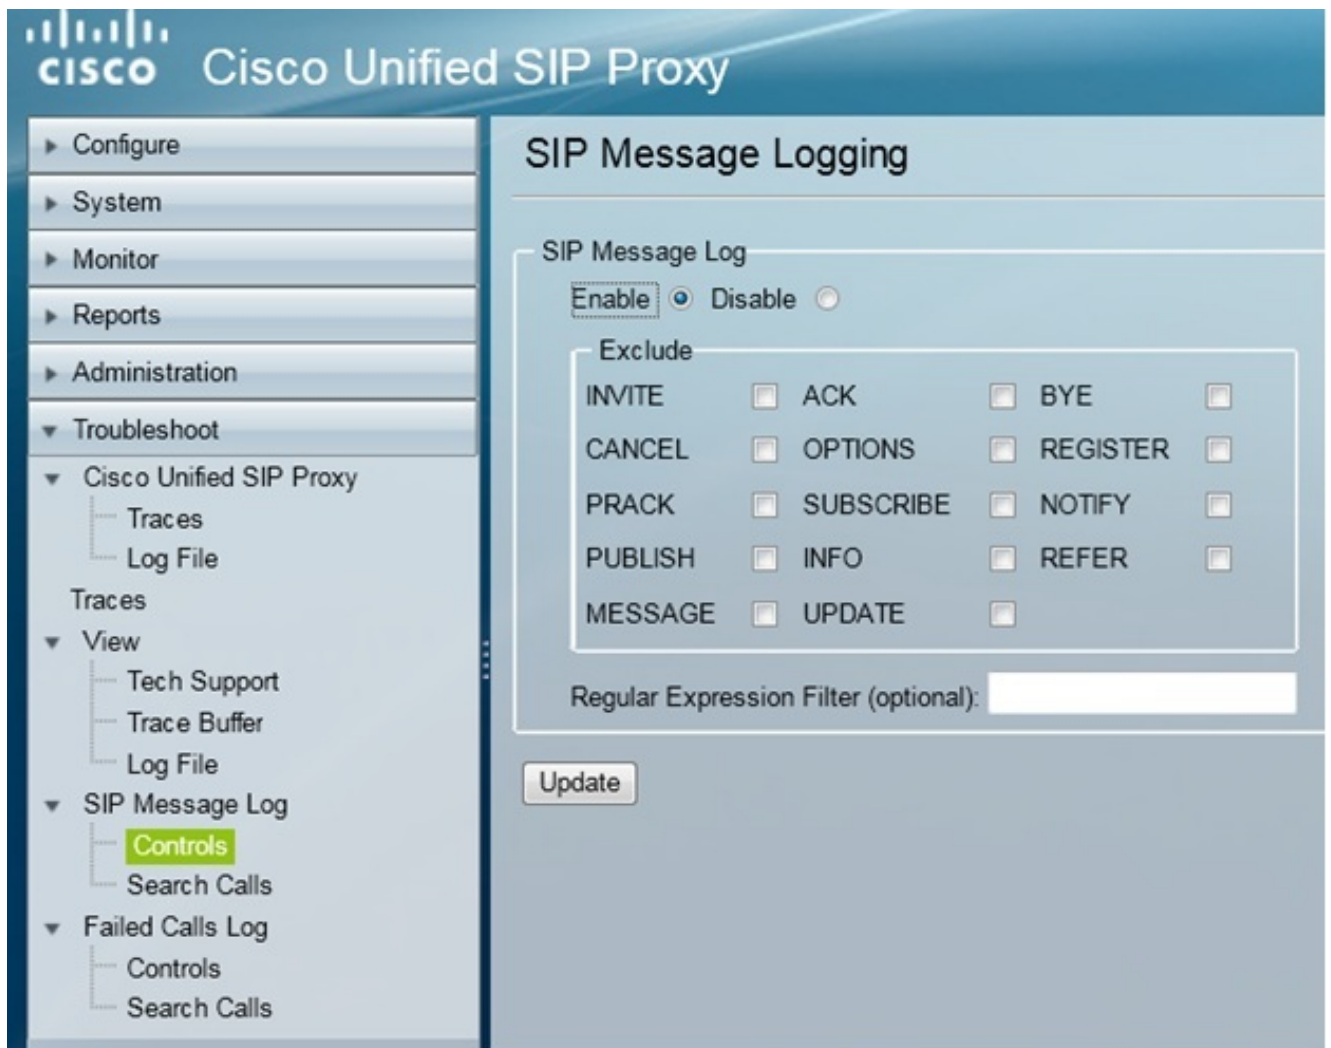 CISCO Cisco Unified SIP Proxy
Configure
System
Monitor
Reports
Administration
Troubleshoot
Cisco Unified SIP Proxy
Traces
Log File
Traces
View
Tech Support
Trace Buffer
Log File
SIP Message Log
Controls
Search Calls
Failed Calls Log
Controls
Search Calls
SIP Message Logging
SIP Message Log
Enable Disable
Exclude
INVITE ACK BYE
CANCEL OPTIONS REGISTER
PRACK SUBSCRIBE NOTIFY
PUBLISH INFO REFER
MESSAGE UPDATE
Regular Expression Filter (optional):
Update